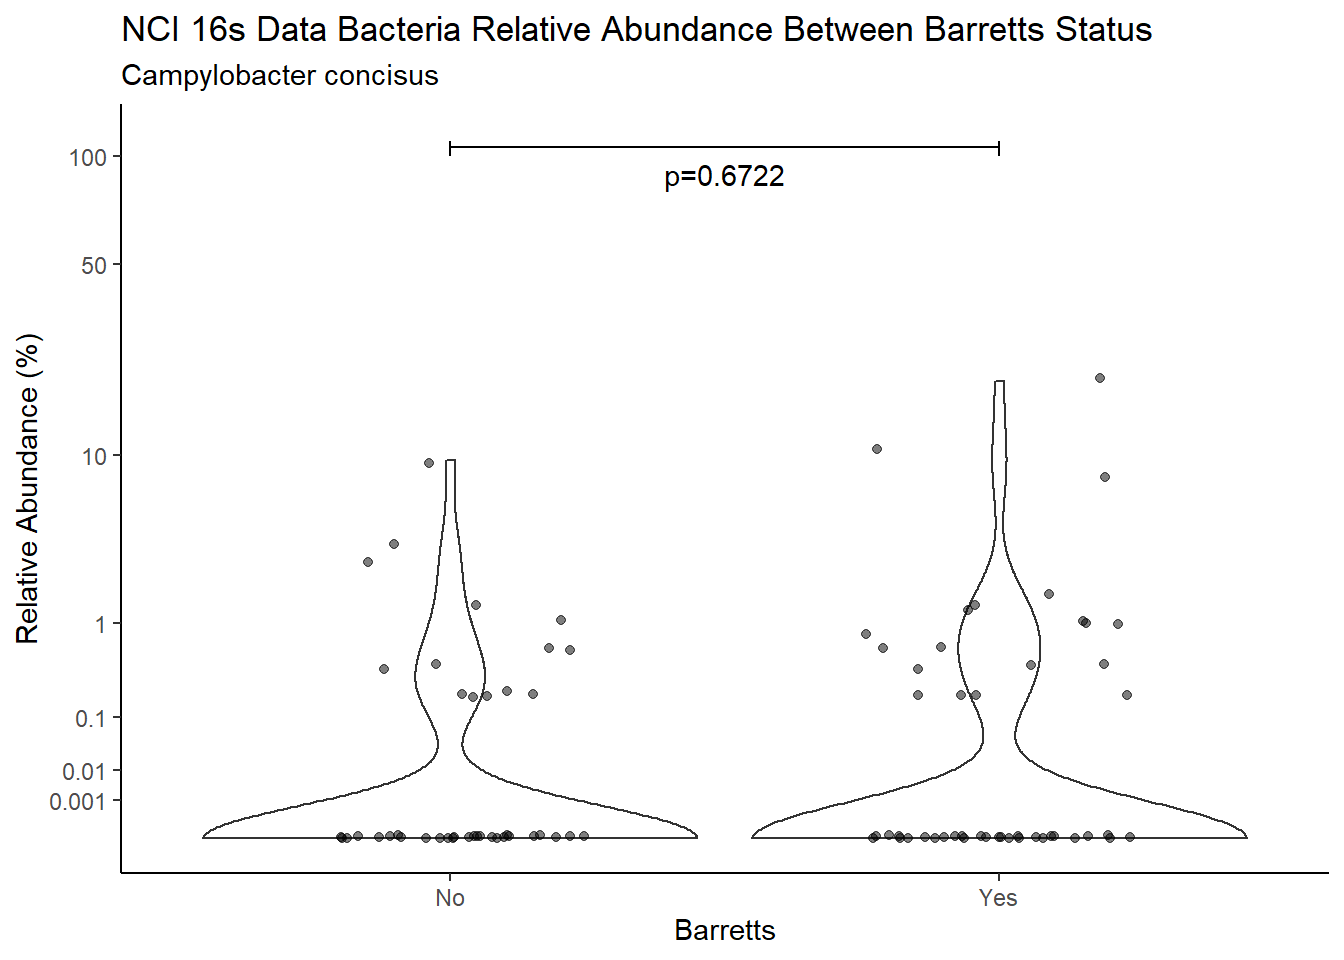 NCI 16s Data Bacteria Relative Abundance Between Barretts Status
Campylobacter concisus
100
p=0.6722
50
10
1
0.1
0.01
0.001
Relative Abundance (%)
No
Yes
Barretts